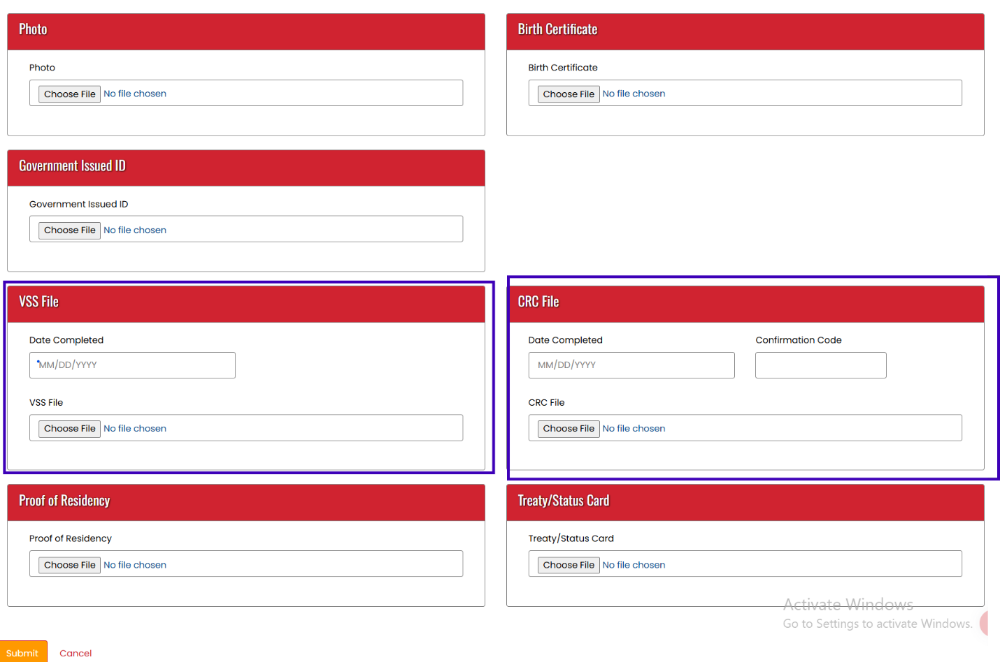 Photo
Birth Certificate
Photo
Birth Certificate
Choose File No file chosen
Choose File No file chosen
Government Issued ID
Government Issued ID
Choose File No file chosen
VSS File
CRC File
Date Completed
Date Completed
Confirmation Code
MM/DD/YYYY
MM/DD/YYYY
VSS File
CRC File
Choose File No file chosen
Choose File No file chosen
Proof of Residency
Treaty/Status Card
Proof of Residency
Treaty/Status Card
Choose File No file chosen
Choose File No file chosen
Activate Windows
Go to Settings to activate Windows.
Submit
Cancel